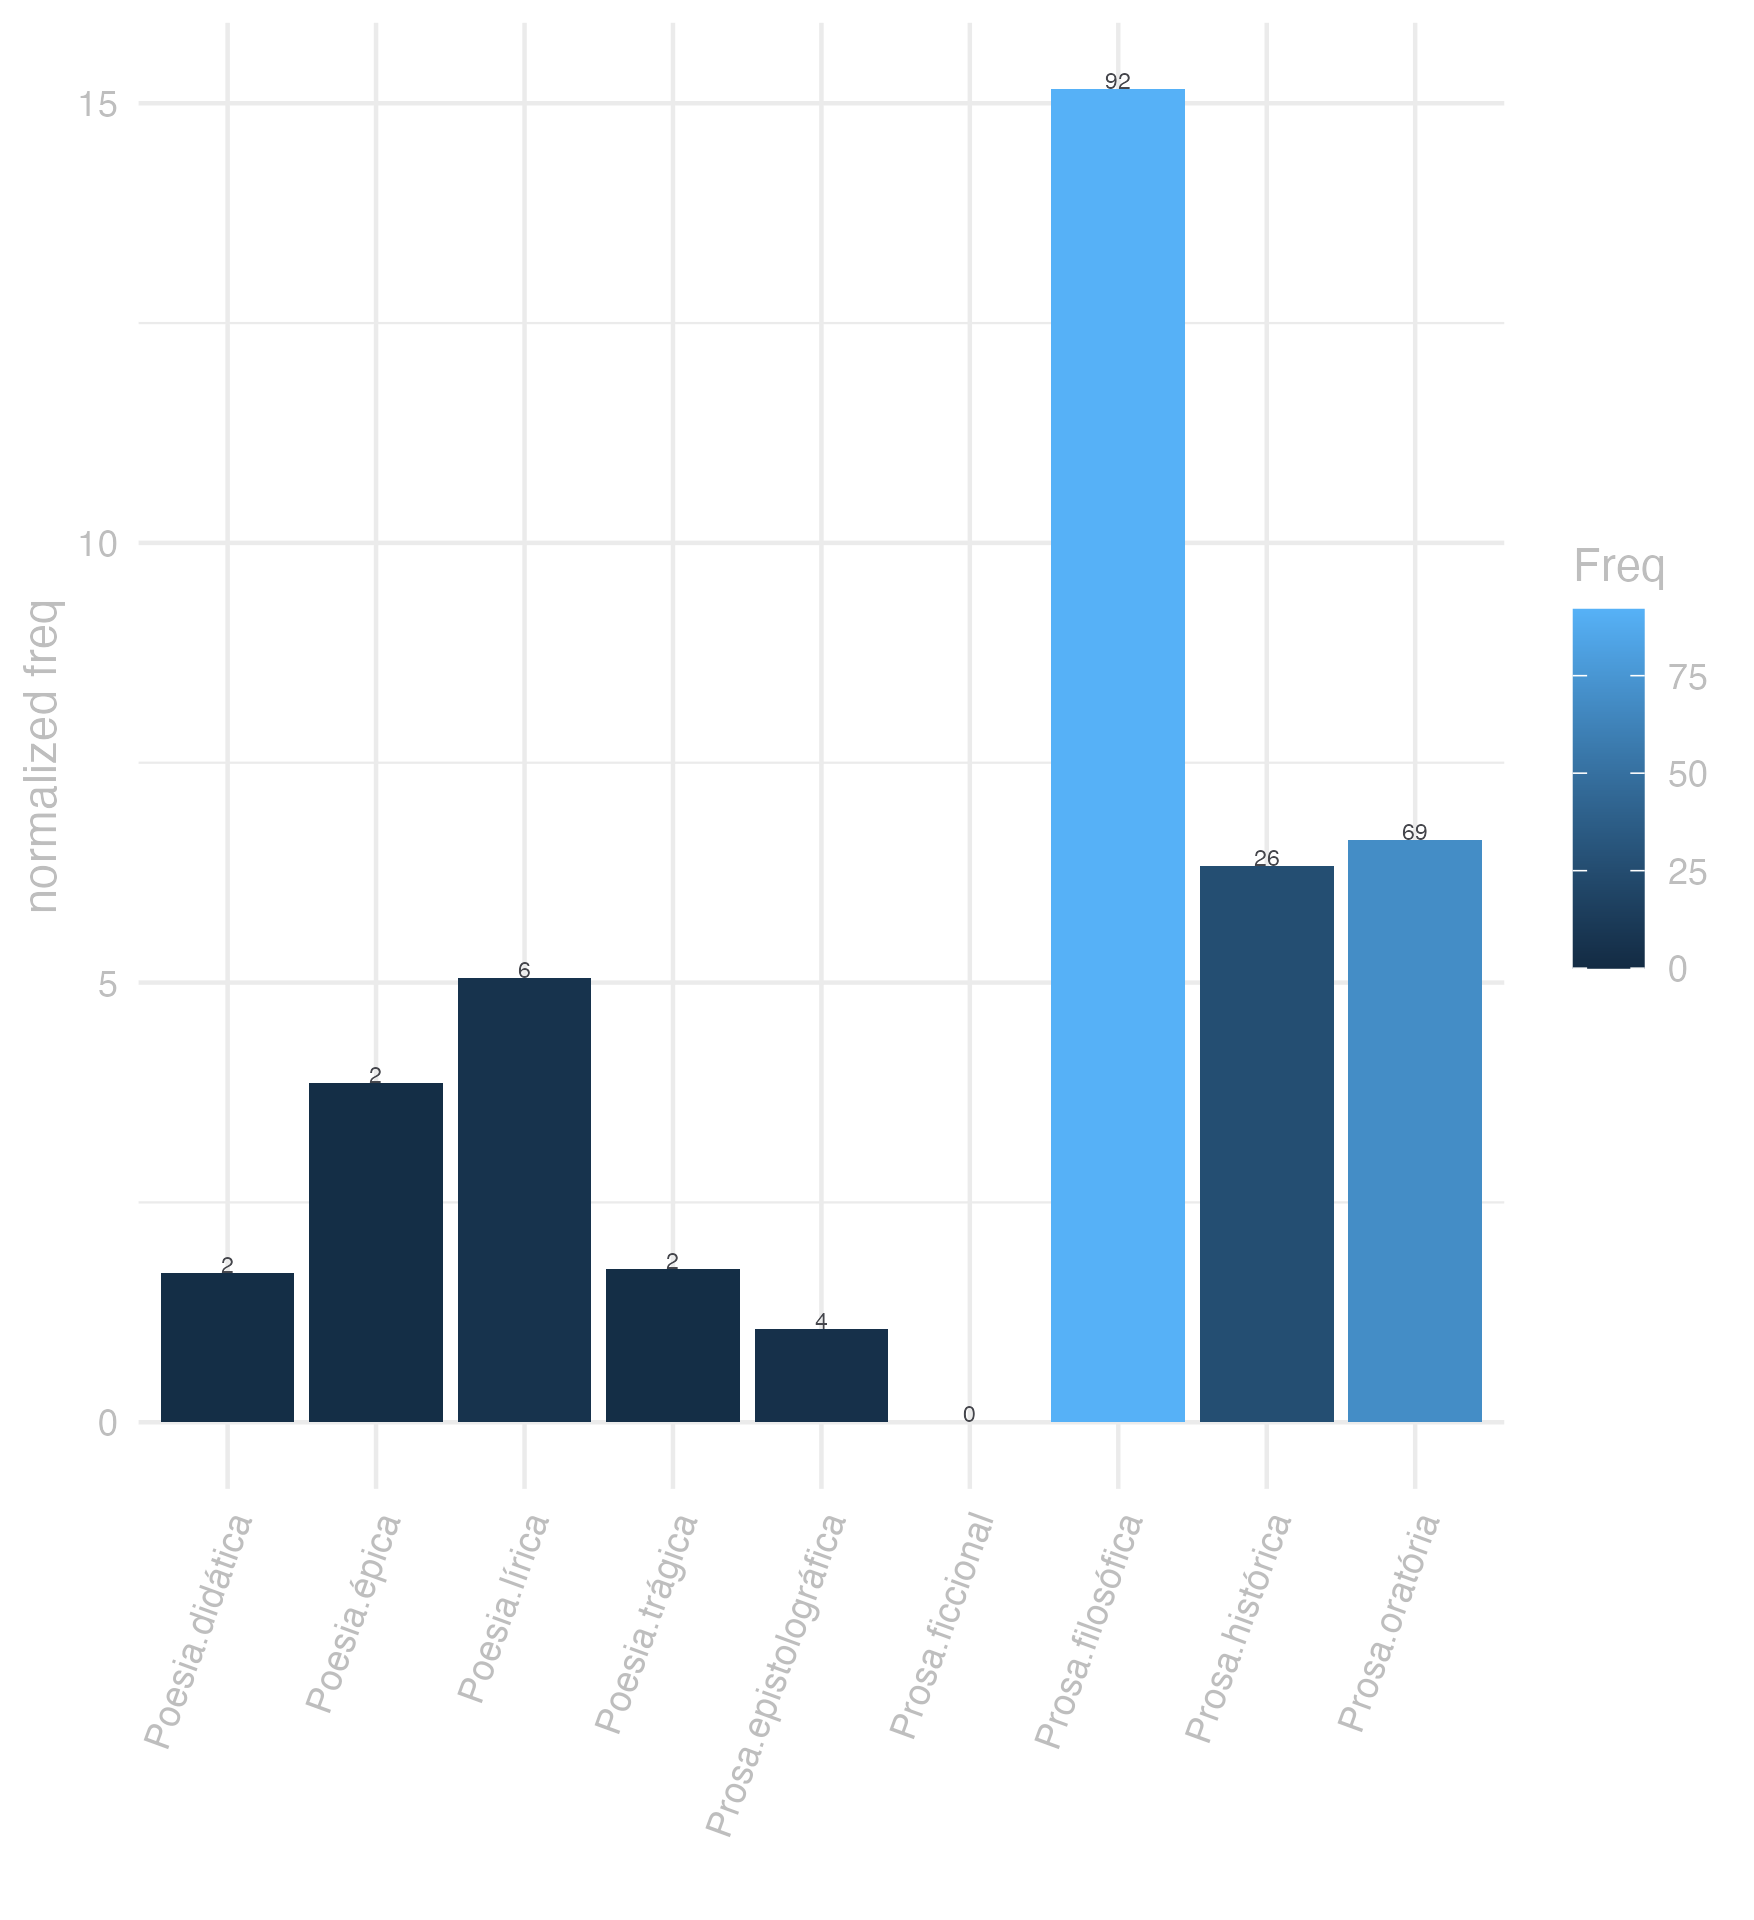 normalized freq
15
10
5
0
2
2
6
2
4
0
92
26
69
Poesia.didática
Poesia.épica
Poesia.lírica
Poesia.trágica
Prosa.epistolográfica
Prosa.ficcional
Prosa.filosófica
Prosa.histórica
Prosa.oratória
Freq
75
50
25
0